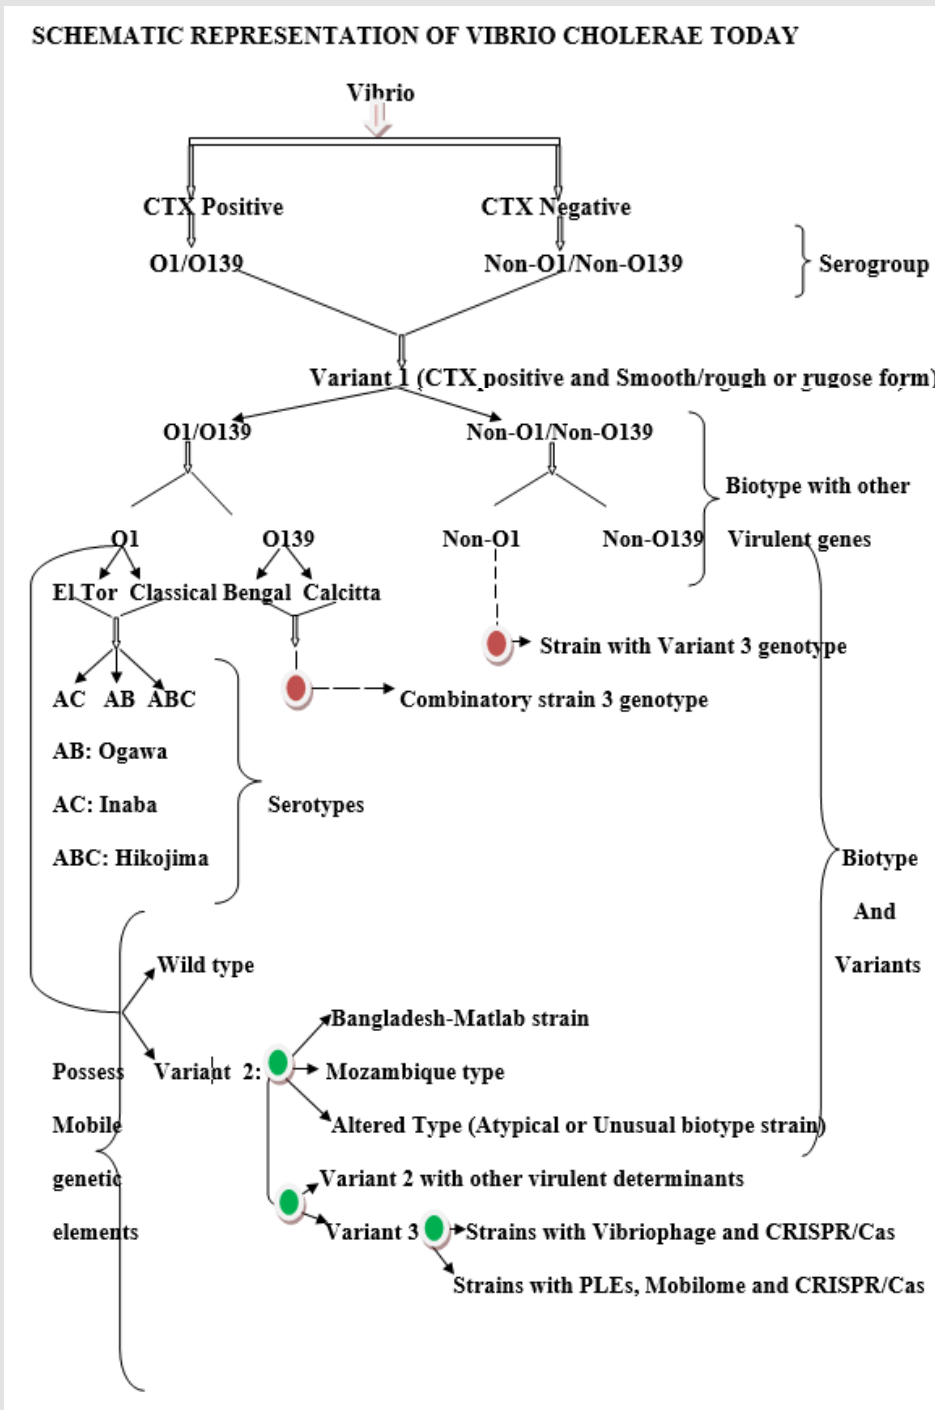 SCHEMATIC REPRESENTATION OF VIBRIO CHOLERAE TODAY
Vibrio
CTX Positive
CTX Negative
O1/O139
Non-O1/Non-O139
Serogroup
Variant 1 (CTX positive and Smooth/rough or rugose form)
O1/O139
Non-O1/Non-O139
Biotype with other
Virulent genes
O1
O139
Non-O1
Non-O139
El Tor
Classical
Bengal
Calcitta
Strain with Variant 3 genotype
Combinatory strain 3 genotype
AC
AB
ABC
AB: Ogawa
AC: Inaba
ABC: Hikojima
Serotypes
Biotype
And
Variants
Wild type
Variant 2:
Bangladesh-Matlab strain
Mozambique type
Altered Type (Atypical or Unusual biotype strain)
Possess
Mobile
genetic
elements
Variant 2 with other virulent determinants
Variant 3
Strains with Vibriophage and CRISPR/Cas
Strains with PLEs, Mobilome and CRISPR/Cas